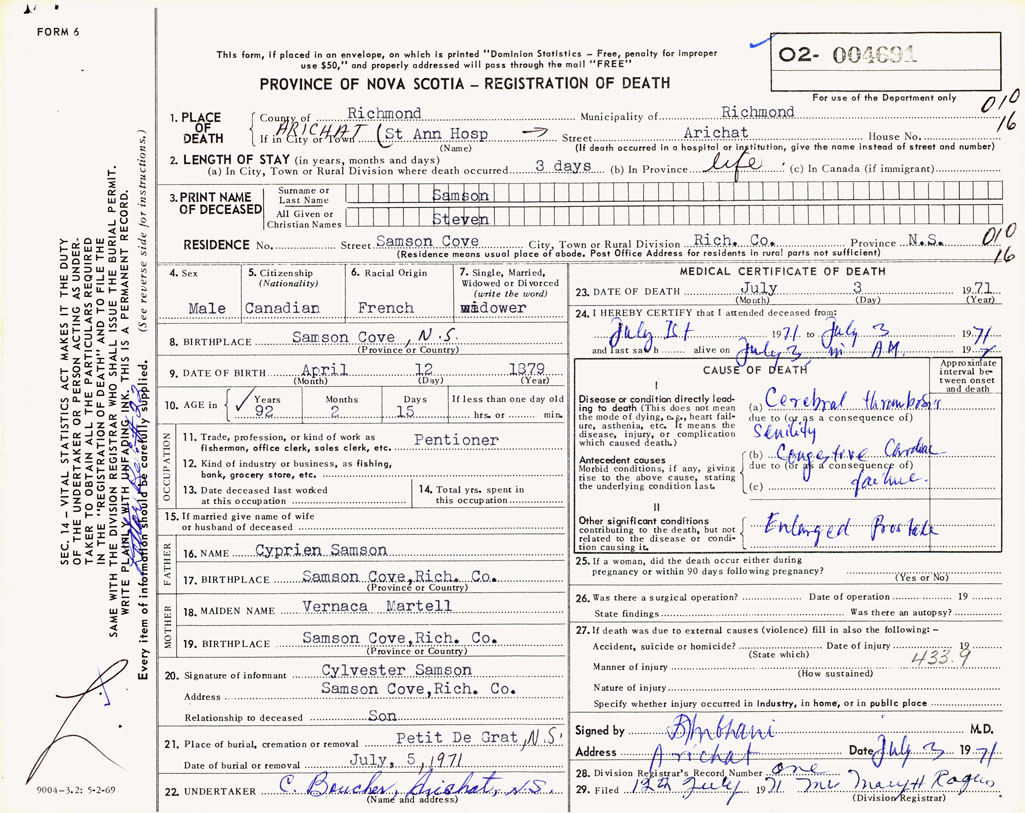 FORM 6
This form, if placed in an envelope, on which is printed "Dominion Statistics – Free, penalty for improper
use $50," and properly addressed will pass through the mail "FREE"
PROVINCE OF NOVA SCOTIA – REGISTRATION OF DEATH
O2- 004691
For use of the Department only
010
16
1. PLACE OF DEATH
County of Richmond Municipality of Richmond
If in City or Town ARICHAT (St Ann Hosp → Street Arichat House No.
(Name) (If death occurred in a hospital or institution, give the name instead of street and number)
2. LENGTH OF STAY (in years, months and days)
(a) In City, Town or Rural Division where death occurred 3 days (b) In Province life (c) In Canada (if immigrant)
3. PRINT NAME OF DECEASED
Surname or Last Name Samson
All Given or Christian Names Steven
RESIDENCE No. Street Samson Cove City, Town or Rural Division Rich. Co. Province N.S. 010
(Residence means usual place of abode. Post Office Address for residents in rural parts not sufficient) 16
4. Sex
Male
5. Citizenship
(Nationality)
Canadian
6. Racial Origin
French
7. Single, Married,
Widowed or Divorced
(write the word)
widower
8. BIRTHPLACE Samson Cove, N.S.
(Province or Country)
9. DATE OF BIRTH April 12 1879
(Month) (Day) (Year)
10. AGE in ✓ Years Months Days If less than one day old
92 2 15 hrs. or min.
OCCUPATION
11. Trade, profession, or kind of work as Pentioner
fisherman, office clerk, sales clerk, etc.
12. Kind of industry or business, as fishing,
bank, grocery store, etc.
13. Date deceased last worked
at this occupation
14. Total yrs. spent in
this occupation
15. If married give name of wife
or husband of deceased
FATHER
16. NAME Cyprien Samson
17. BIRTHPLACE Samson Cove,Rich. Co.
(Province or Country)
MOTHER
18. MAIDEN NAME Vernaca Martell
19. BIRTHPLACE Samson Cove,Rich. Co.
(Province or Country)
20. Signature of informant Cylvester Samson
Address Samson Cove,Rich. Co.
Relationship to deceased Son
21. Place of burial, cremation or removal Petit De Grat, N.S.
Date of burial or removal July, 5, 1971
22. UNDERTAKER C. Boucher, Arichat, N.S.
(Name and address)
MEDICAL CERTIFICATE OF DEATH
23. DATE OF DEATH July 3 1971
(Month) (Day) (Year)
24. I HEREBY CERTIFY that I attended deceased from:
July Ist 1971 to July 3 1971
and last saw h alive on July 3 in A.M. 19
CAUSE OF DEATH
Approximate
interval be-
tween onset
and death
I
Disease or condition directly lead-
ing to death (This does not mean
the mode of dying, e.g., heart fail-
ure, asthenia, etc. It means the
disease, injury, or complication
which caused death.)
(a) Cerebral thrombosis
due to (or as a consequence of)
Senility
Antecedent causes
Morbid conditions, if any, giving
rise to the above cause, stating
the underlying condition last.
(b) Congestive Cardiac
due to (or as a consequence of)
(c) failure.
II
Other significant conditions
contributing to the death, but not
related to the disease or condi-
tion causing it.
Enlarged Prostate
25. If a woman, did the death occur either during
pregnancy or within 90 days following pregnancy?
(Yes or No)
26. Was there a surgical operation? Date of operation 19
State findings Was there an autopsy?
27. If death was due to external causes (violence) fill in also the following: –
Accident, suicide or homicide? Date of injury 19
(State which) 433.9
Manner of injury
(How sustained)
Nature of injury
Specify whether injury occurred in industry, in home, or in public place
Signed by M.D.
Address Arichat Date July 3 1971
28. Division Registrar's Record Number one
29. Filed 12th July 1971 Mrs Mary H Rogers
(Division Registrar)
SEC. 14 – VITAL STATISTICS ACT MAKES IT THE DUTY
OF THE UNDERTAKER OR PERSON ACTING AS UNDER-
TAKER TO OBTAIN ALL THE PARTICULARS REQUIRED
IN THE "REGISTRATION OF DEATH" AND TO FILE THE
SAME WITH THE DIVISION REGISTRAR WHO SHALL ISSUE THE BURIAL PERMIT.
WRITE PLAINLY WITH UNFADING INK. THIS IS A PERMANENT RECORD.
Every item of information should be carefully supplied. (See reverse side for instructions.)
9004-3.2: 5-2-69